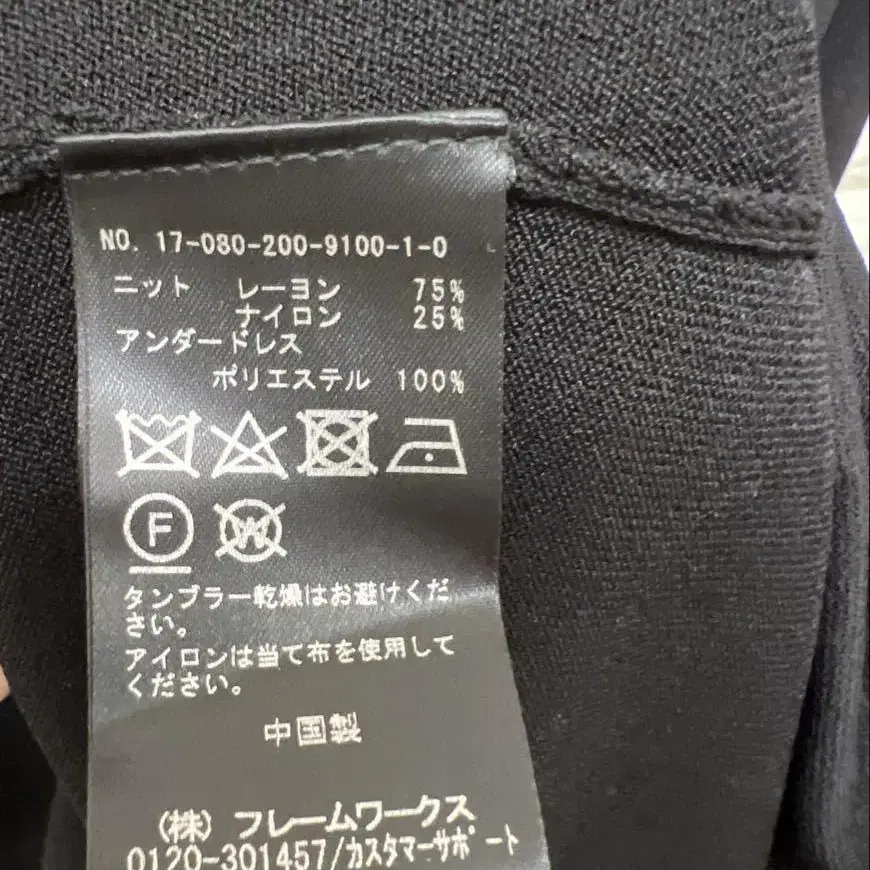 NO. 17-080-200-9100-1-0
ニット レーヨン 75%
ナイロン 25%
アンダードレス
ポリエステル 100%
F W
タンブラー乾燥はお避けくだ
さい。
アイロンは当て布を使用して
ください。
中国製
(株) フレームワークス
0120-301457/カスタマーサポート